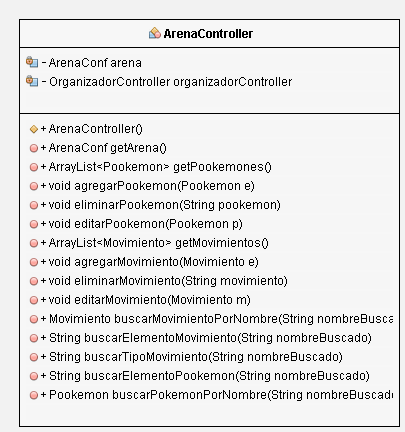 ArenaController
- ArenaConf arena
- OrganizadorController organizadorController
+ ArenaController()
+ ArenaConf getArena()
+ ArrayList<Pookemon> getPookemones()
+ void agregarPookemon(Pookemon e)
+ void eliminarPookemon(String pookemon)
+ void editarPookemon(Pookemon p)
+ ArrayList<Movimiento> getMovimientos()
+ void agregarMovimiento(Movimiento e)
+ void eliminarMovimiento(String movimiento)
+ void editarMovimiento(Movimiento m)
+ Movimiento buscarMovimientoPorNombre(String nombreBusca
+ String buscarElementoMovimiento(String nombreBuscado)
+ String buscarTipoMovimiento(String nombreBuscado)
+ String buscarElementoPookemon(String nombreBuscado)
+ Pookemon buscarPokemonPorNombre(String nombreBuscad